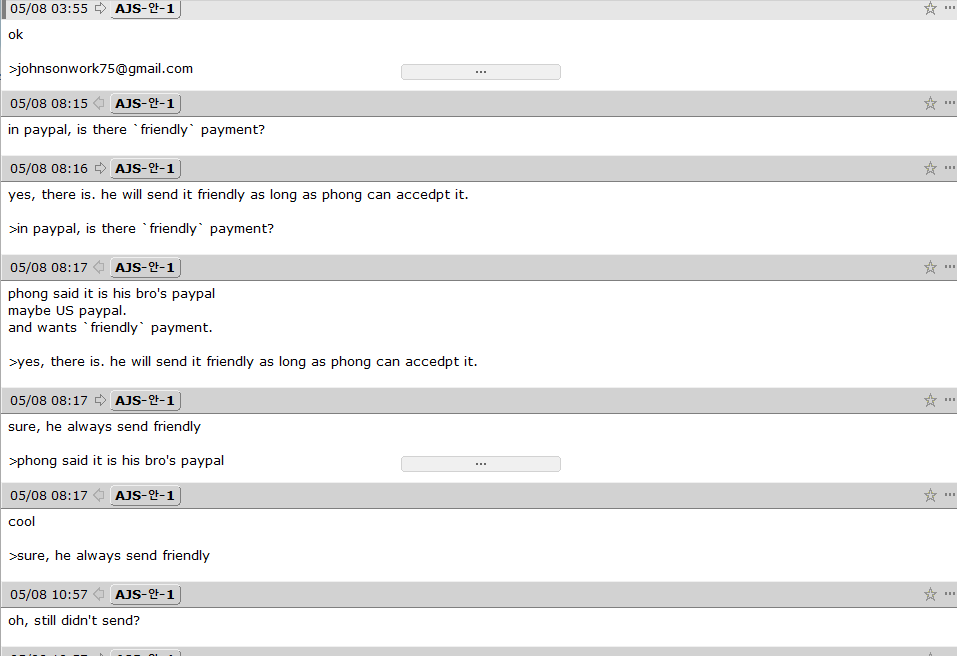 05/08 03:55 AJS-안-1
ok
>johnsonwork75@gmail.com
...
05/08 08:15 AJS-안-1
in paypal, is there `friendly` payment?
05/08 08:16 AJS-안-1
yes, there is. he will send it friendly as long as phong can accedpt it.
>in paypal, is there `friendly` payment?
05/08 08:17 AJS-안-1
phong said it is his bro's paypal
maybe US paypal.
and wants `friendly` payment.
>yes, there is. he will send it friendly as long as phong can accedpt it.
05/08 08:17 AJS-안-1
sure, he always send friendly
>phong said it is his bro's paypal
...
05/08 08:17 AJS-안-1
cool
>sure, he always send friendly
05/08 10:57 AJS-안-1
oh, still didn't send?